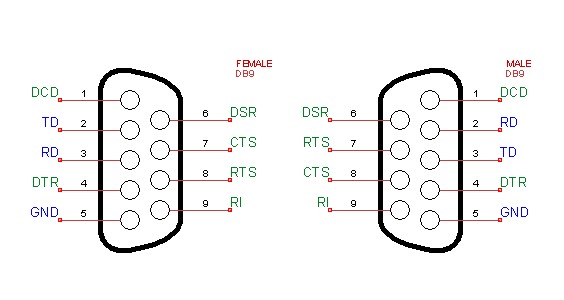 FEMALE
DB9
DCD 1
6 DSR
TD 2
7 CTS
RD 3
8 RTS
DTR 4
9 RI
GND 5
MALE
DB9
1 DCD
DSR 6
2 RD
RTS 7
3 TD
CTS 8
4 DTR
RI 9
5 GND